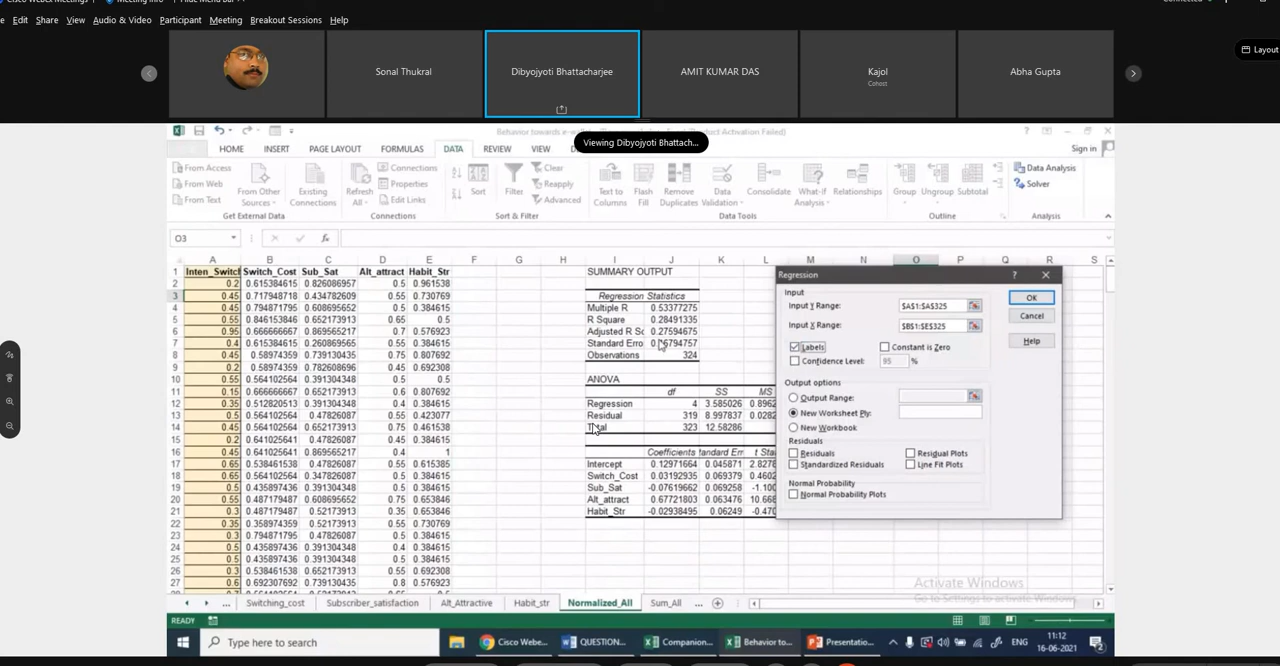 Cisco Webex Meetings Meeting Info Hide Menu Bar Connected
Edit Share View Audio & Video Participant Meeting Breakout Sessions Help
Sonal Thukral
Dibyojyoti Bhattacharjee
AMIT KUMAR DAS
Kajol
Cohost
Abha Gupta
Layout
Viewing Dibyojyoti Bhattach...
Sign in
HOME INSERT PAGE LAYOUT FORMULAS DATA REVIEW VIEW
From Access
From Web
From Text
From Other Sources
Existing Connections
Get External Data
Refresh All
Connections
Properties
Edit Links
Connections
Sort
Filter
Clear
Reapply
Advanced
Sort & Filter
Text to Columns
Flash Fill
Remove Duplicates
Data Validation
Consolidate
What-if Analysis
Relationships
Data Tools
Group
Ungroup
Subtotal
Outline
Data Analysis
Solver
Analysis
O3
fx
A B C D E F G H I J K L M N O P Q R S
1 Inten_Switcl Switch_Cost Sub_Sat Alt_attract Habit_Str SUMMARY OUTPUT
2 0.2 0.615384615 0.826086957 0.5 0.961538
3 0.45 0.717948718 0.434782609 0.55 0.730769 Regression Statistics
4 0.45 0.794871795 0.608695652 0.5 0.384615 Multiple R 0.53377275
5 0.55 0.846153846 0.652173913 0.65 0.5 R Square 0.28491335
6 0.95 0.666666667 0.869565217 0.7 0.576923 Adjusted R Sc 0.27594675
7 0.4 0.615384615 0.260869565 0.55 0.384615 Standard Erro
8 0.45 0.58974359 0.739130435 0.75 0.807692 Observations 324
9 0.2 0.58974359 0.782608696 0.45 0.692308
10 0.55 0.564102564 0.391304348 0.5 0.5 ANOVA
11 0.15 0.666666667 0.652173913 0.6 0.807692 df SS MS
12 0.35 0.512820513 0.391304348 0.4 0.384615 Regression 4 3.585026 0.8962
13 0.5 0.564102564 0.47826087 0.55 0.423077 Residual 319 8.997837 0.0282
14 0.45 0.564102564 0.652173913 0.75 0.461538 Total 323 12.58286
15 0.2 0.641025641 0.47826087 0.45 0.384615
16 0.45 0.641025641 0.869565217 0.4 1 Coefficients tandard Err t Sta
17 0.65 0.538461538 0.47826087 0.55 0.615385 Intercept 0.12971664 0.045871 2.8278
18 0.65 0.538461538 0.347826087 0.5 0.384615 Switch_Cost 0.03192935 0.069379 0.4602
19 0.5 0.435897436 0.652173913 0.55 0.384615 Sub_Sat -0.07619662 0.069258 -1.100
20 0.55 0.487179487 0.608695652 0.75 0.653846 Alt_attract 0.67721803 0.063476 10.668
21 0.3 0.487179487 0.47826087 0.35 0.653846 Habit_Str -0.02938495 0.06249 -0.470
22 0.35 0.358974359 0.52173913 0.55 0.730769
23 0.3 0.794871795 0.47826087 0.5 0.384615
24 0.5 0.435897436 0.391304348 0.4 0.384615
25 0.5 0.435897436 0.391304348 0.5 0.384615
26 0.3 0.538461538 0.652173913 0.5 0.692308
27 0.6 0.692307692 0.739130435 0.8 0.576923
Regression ?
Input
Input Y Range: $A$1:$A$325
Input X Range: $B$1:$E$325
Labels
Constant is Zero
Confidence Level: 95 %
OK
Cancel
Help
Output options
Output Range:
New Worksheet Ply:
New Workbook
Residuals
Residuals
Residual Plots
Standardized Residuals
Line Fit Plots
Normal Probability
Normal Probability Plots
Activate Windows
Go to Settings to activate Windows.
... Switching_cost Subscriber_satisfaction Alt_Attractive Habit_str Normalized_All Sum_All ...
READY
Type here to search
Cisco Webe...
QUESTION...
Companion...
Behavior to...
Presentatio...
ENG
11:12
16-06-2021